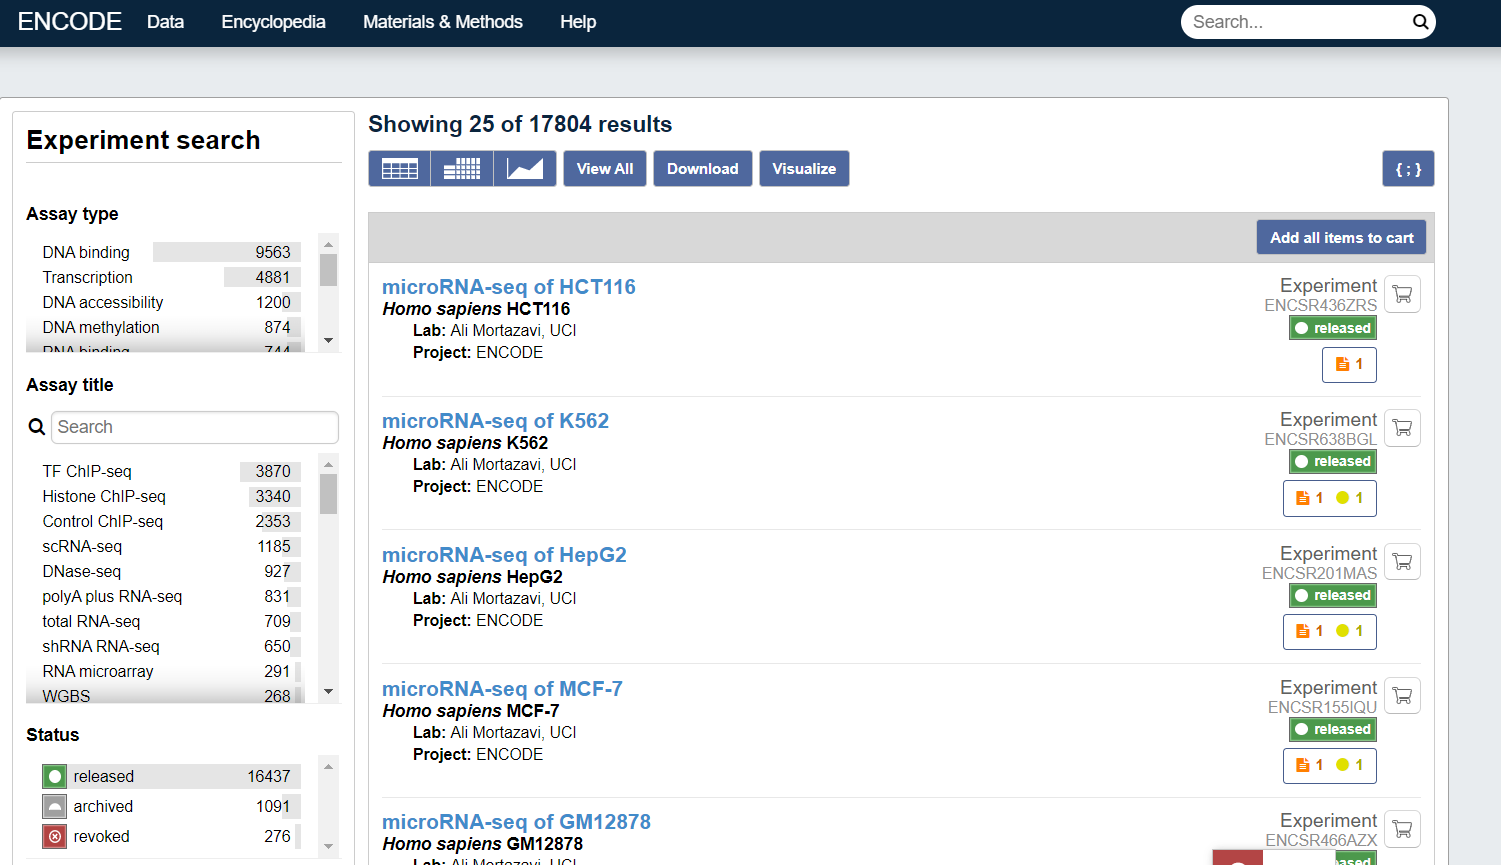 ENCODE Data Encyclopedia Materials & Methods Help Search...
Experiment search
Assay type
DNA binding 9563
Transcription 4881
DNA accessibility 1200
DNA methylation 874
RNA binding 744
Assay title
Search
TF ChIP-seq 3870
Histone ChIP-seq 3340
Control ChIP-seq 2353
scRNA-seq 1185
DNase-seq 927
polyA plus RNA-seq 831
total RNA-seq 709
shRNA RNA-seq 650
RNA microarray 291
WGBS 268
Status
released 16437
archived 1091
revoked 276
Showing 25 of 17804 results
View All Download Visualize { ; }
Add all items to cart
microRNA-seq of HCT116
Homo sapiens HCT116
Lab: Ali Mortazavi, UCI
Project: ENCODE
Experiment
ENCSR436ZRS
released
1
microRNA-seq of K562
Homo sapiens K562
Lab: Ali Mortazavi, UCI
Project: ENCODE
Experiment
ENCSR638BGL
released
1 1
microRNA-seq of HepG2
Homo sapiens HepG2
Lab: Ali Mortazavi, UCI
Project: ENCODE
Experiment
ENCSR201MAS
released
1 1
microRNA-seq of MCF-7
Homo sapiens MCF-7
Lab: Ali Mortazavi, UCI
Project: ENCODE
Experiment
ENCSR155IQU
released
1 1
microRNA-seq of GM12878
Homo sapiens GM12878
Lab: Ali Mortazavi, UCI
Experiment
ENCSR466AZX